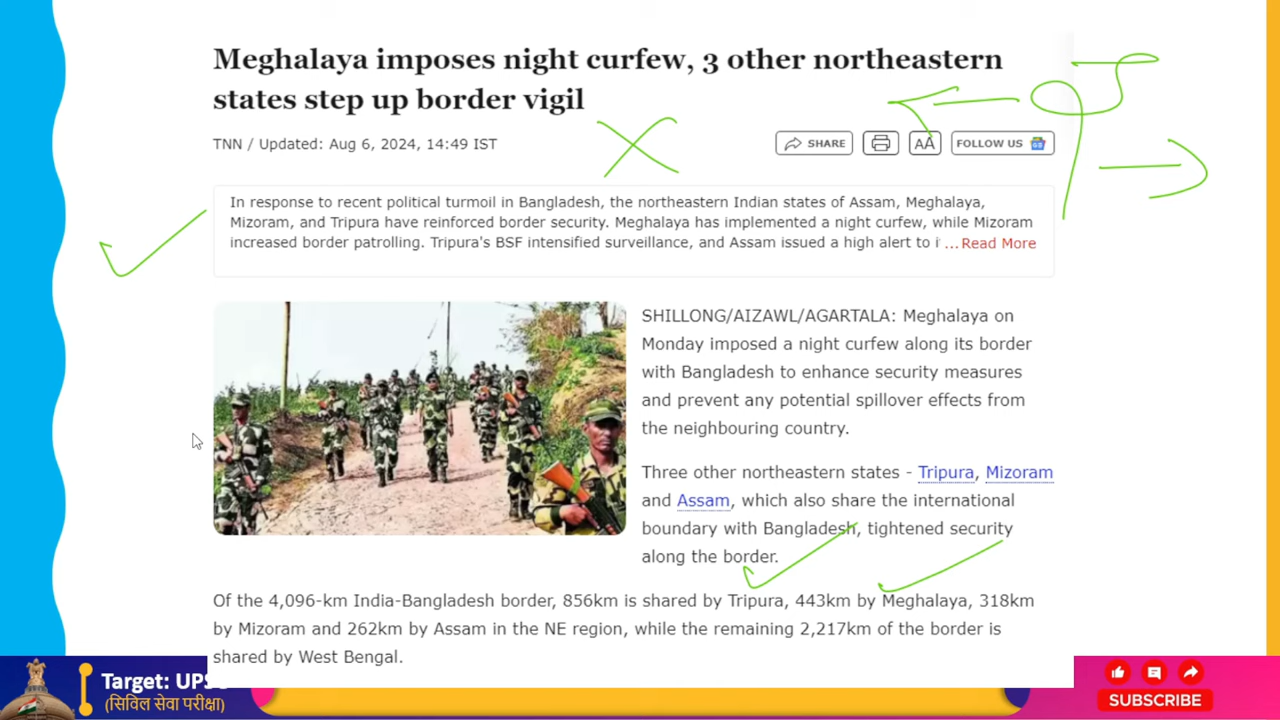 Meghalaya imposes night curfew, 3 other northeastern
states step up border vigil
TNN / Updated: Aug 6, 2024, 14:49 IST
SHARE
AA
FOLLOW US
In response to recent political turmoil in Bangladesh, the northeastern Indian states of Assam, Meghalaya,
Mizoram, and Tripura have reinforced border security. Meghalaya has implemented a night curfew, while Mizoram
increased border patrolling. Tripura's BSF intensified surveillance, and Assam issued a high alert to i ...Read More
SHILLONG/AIZAWL/AGARTALA: Meghalaya on
Monday imposed a night curfew along its border
with Bangladesh to enhance security measures
and prevent any potential spillover effects from
the neighbouring country.
Three other northeastern states - Tripura, Mizoram
and Assam, which also share the international
boundary with Bangladesh, tightened security
along the border.
Of the 4,096-km India-Bangladesh border, 856km is shared by Tripura, 443km by Meghalaya, 318km
by Mizoram and 262km by Assam in the NE region, while the remaining 2,217km of the border is
shared by West Bengal.
Target: UPS
(सिविल सेवा परीक्षा)
SUBSCRIBE